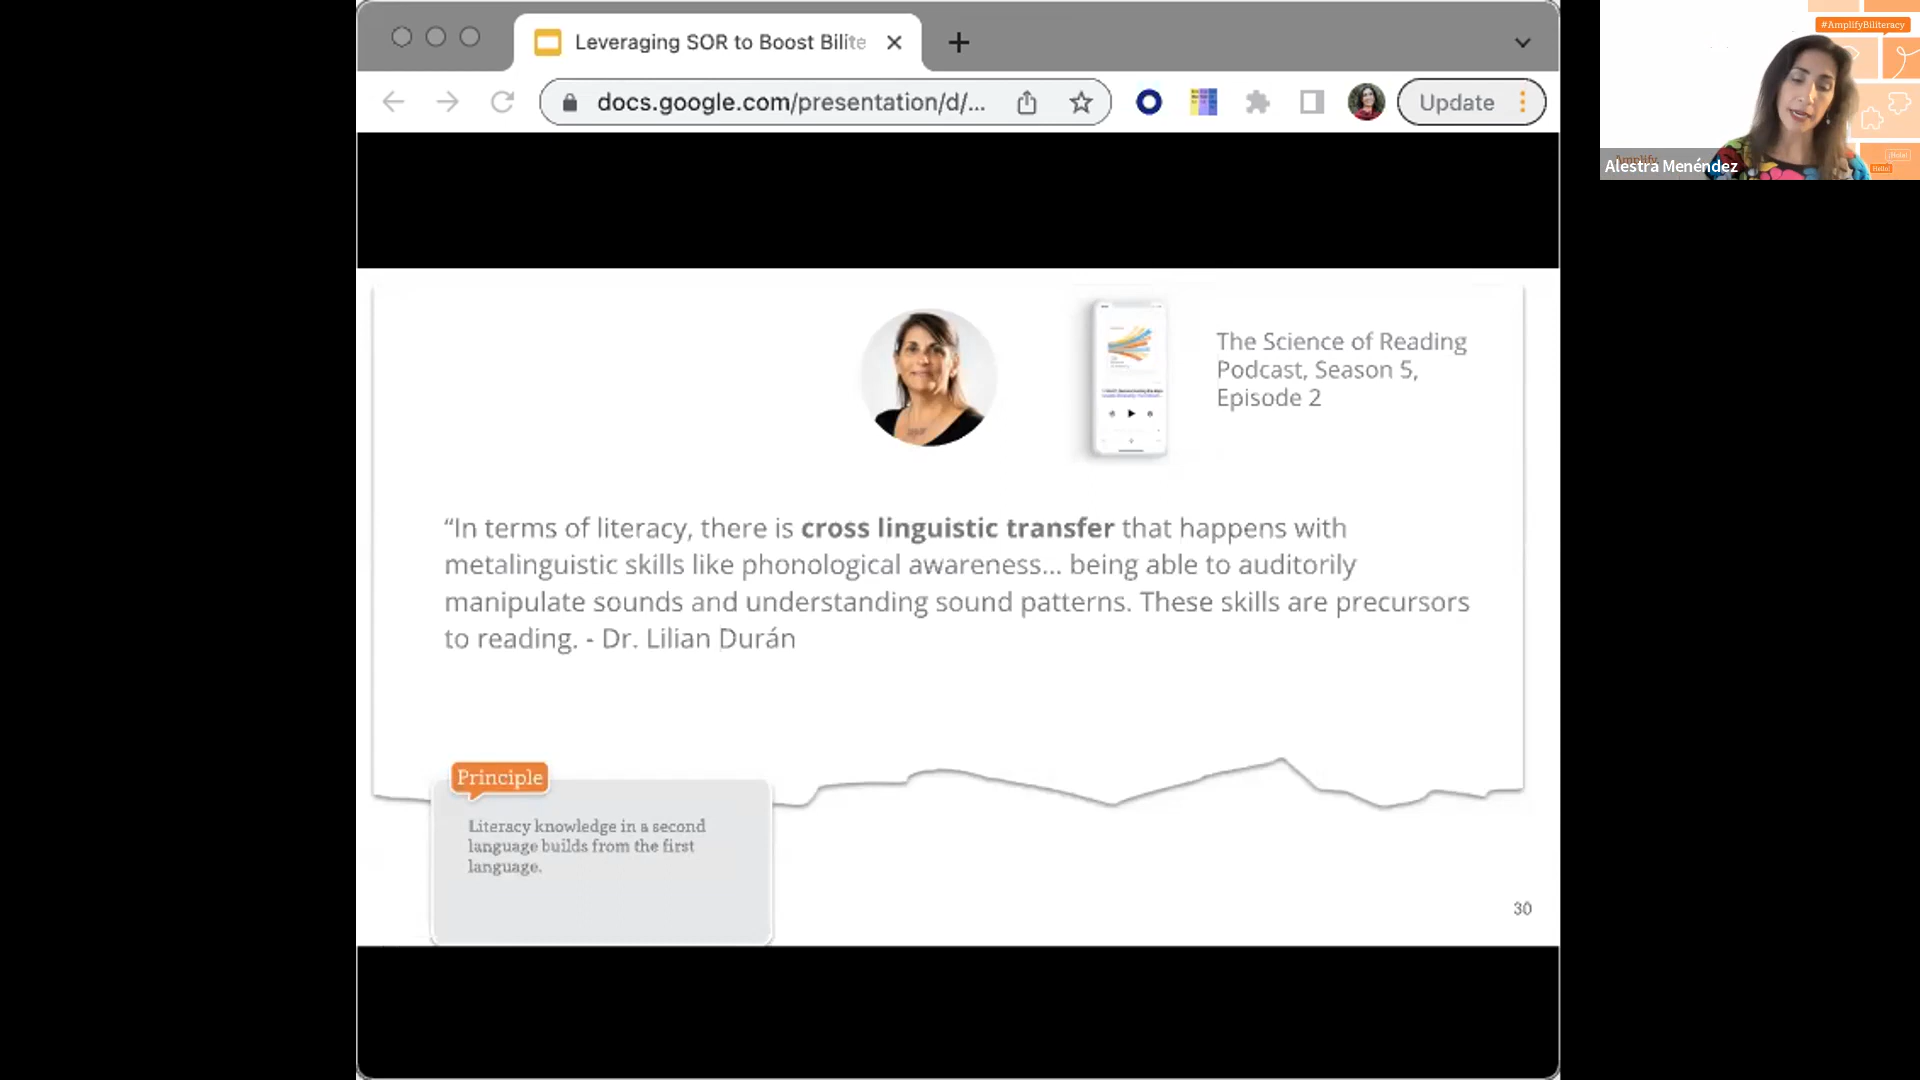 Leveraging SOR to Boost Bilite
docs.google.com/presentation/d/...
Update
#AmplifyBiliteracy
Amplify
¡Hola!
Hello!
Alestra Menéndez
The Science of Reading
Podcast, Season 5,
Episode 2
“In terms of literacy, there is cross linguistic transfer that happens with
metalinguistic skills like phonological awareness... being able to auditorily
manipulate sounds and understanding sound patterns. These skills are precursors
to reading. - Dr. Lilian Durán
Principle
Literacy knowledge in a second
language builds from the first
language.
30